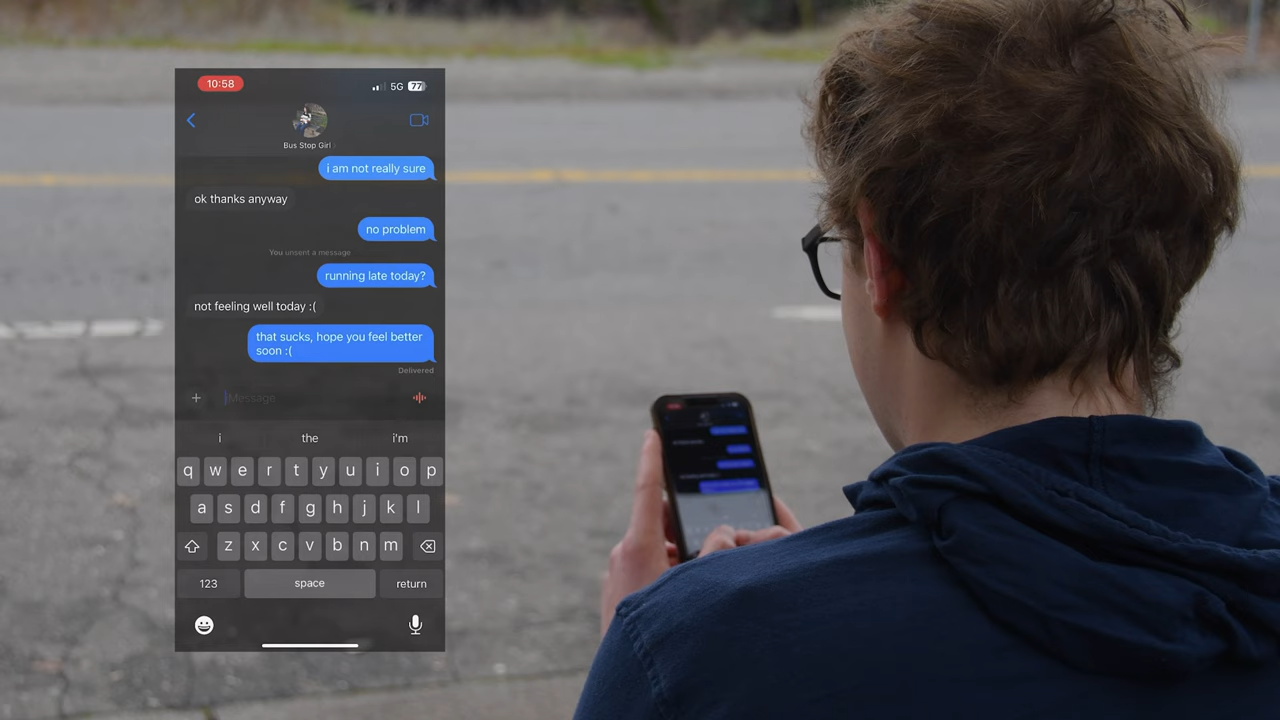 10:58
5G 77
Bus Stop Girl
i am not really sure
ok thanks anyway
no problem
You unsent a message
running late today?
not feeling well today :(
that sucks, hope you feel better
soon :(
Delivered
Message
i the i'm
q w e r t y u i o p
a s d f g h j k l
z x c v b n m
123 space return